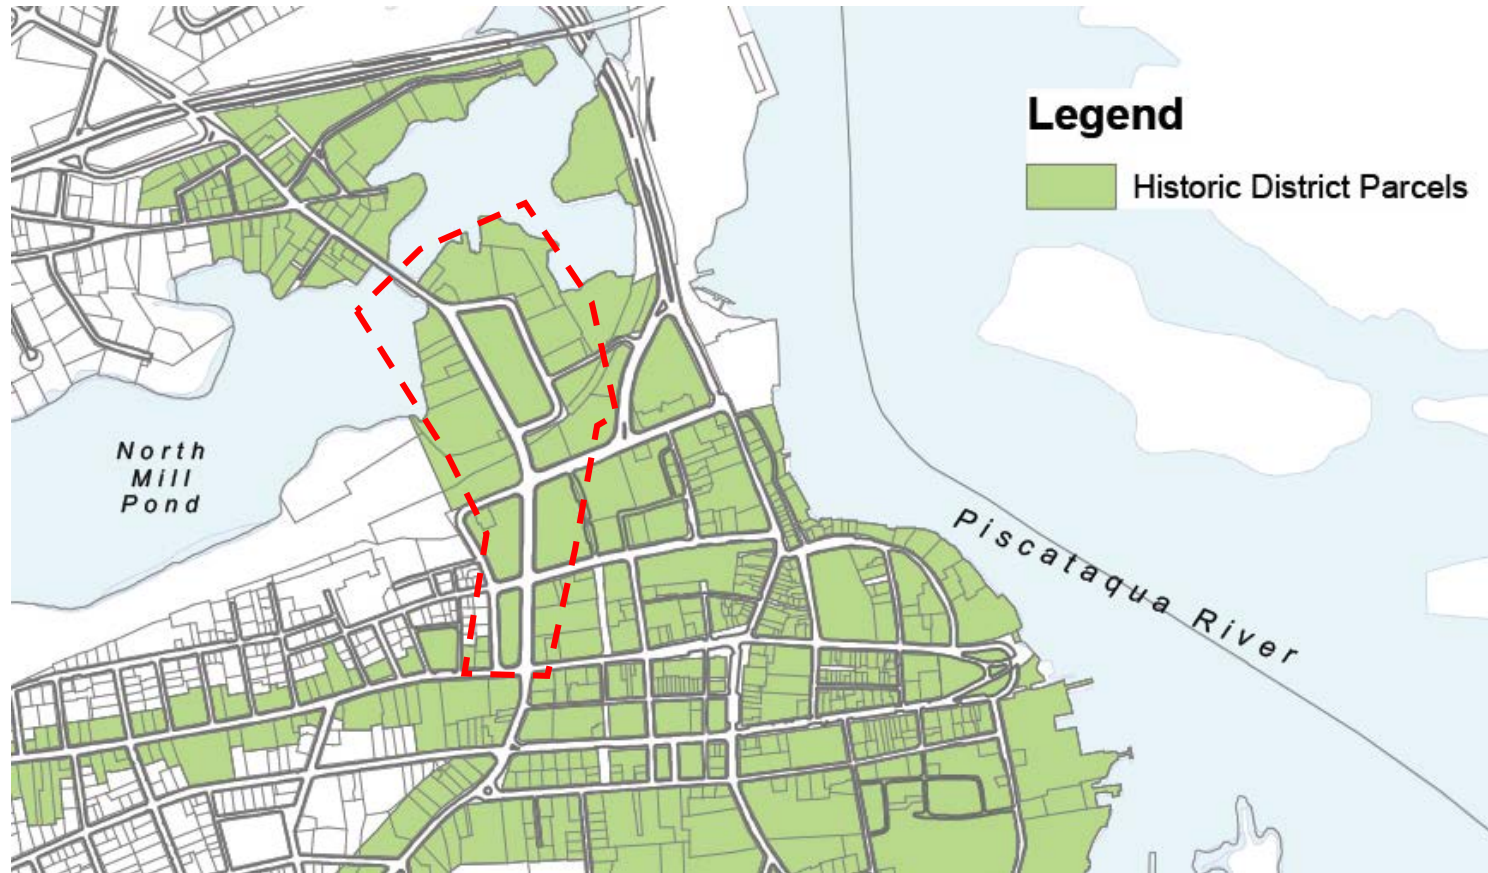 Legend
Historic District Parcels
North
Mill
Pond
Piscataqua River